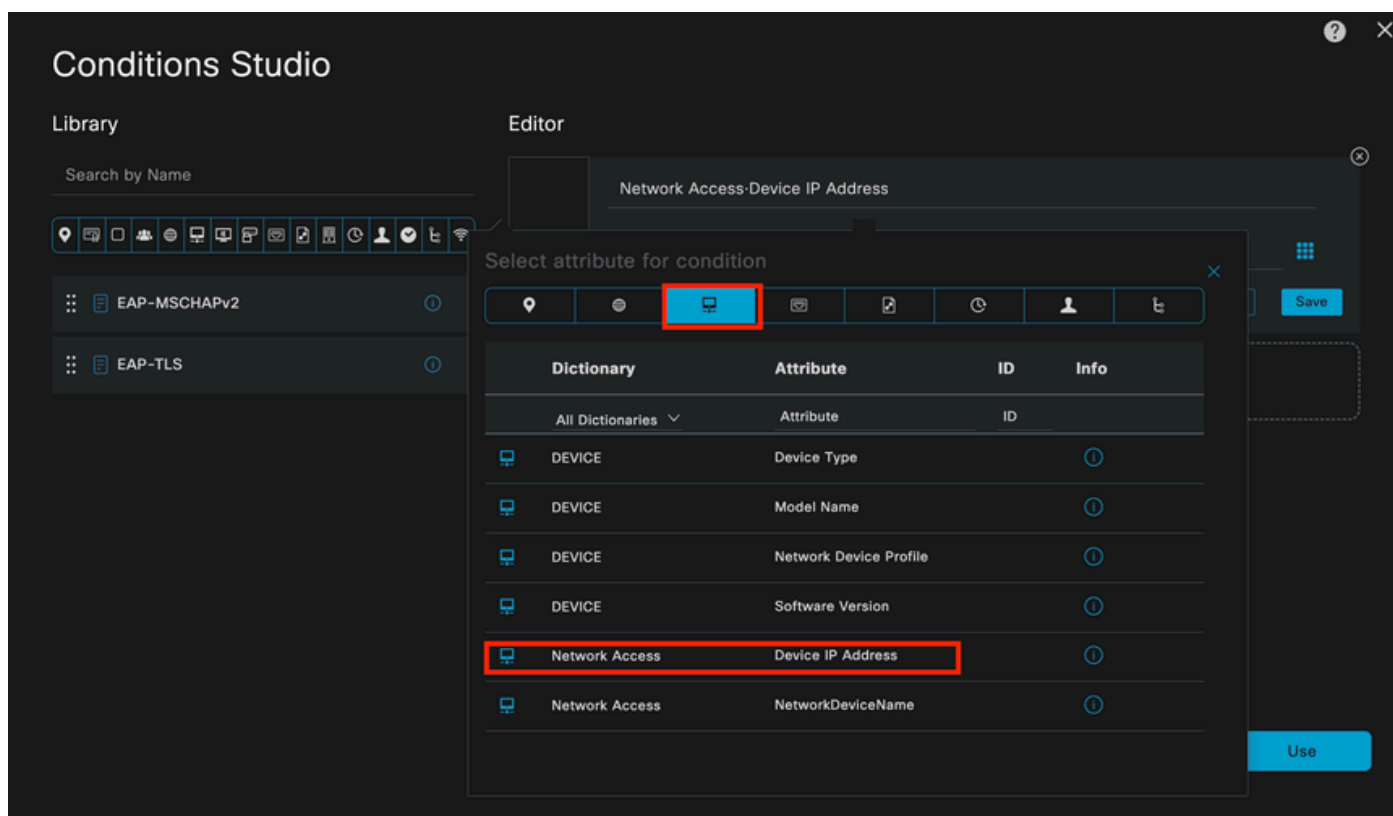 Conditions Studio
Library
Editor
Search by Name
Network Access·Device IP Address
Select attribute for condition
EAP-MSCHAPv2
Save
EAP-TLS
Dictionary Attribute ID Info
All Dictionaries Attribute ID
DEVICE Device Type
DEVICE Model Name
DEVICE Network Device Profile
DEVICE Software Version
Network Access Device IP Address
Network Access NetworkDeviceName
Use